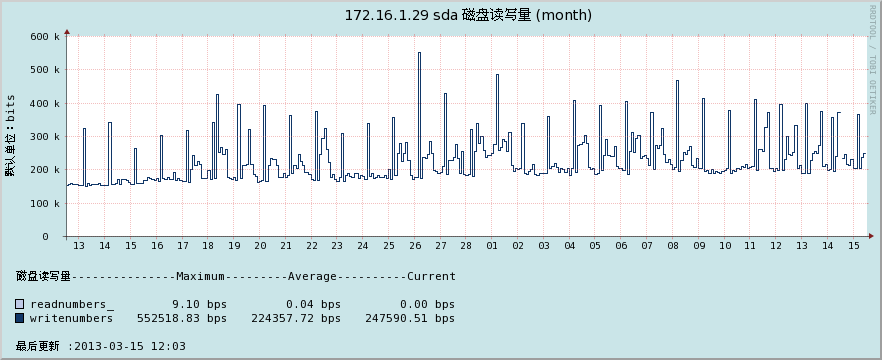 172.16.1.29 sda 磁盘读写量 (month)
RRDTOOL / TOBI OETIKER
默认单位：bits
600 k
500 k
400 k
300 k
200 k
100 k
0
13 14 15 16 17 18 19 20 21 22 23 24 25 26 27 28 01 02 03 04 05 06 07 08 09 10 11 12 13 14 15
磁盘读写量---------------Maximum---------Average----------Current
readnumbers_ 9.10 bps 0.04 bps 0.00 bps
writenumbers 552518.83 bps 224357.72 bps 247590.51 bps
最后更新 :2013-03-15 12:03